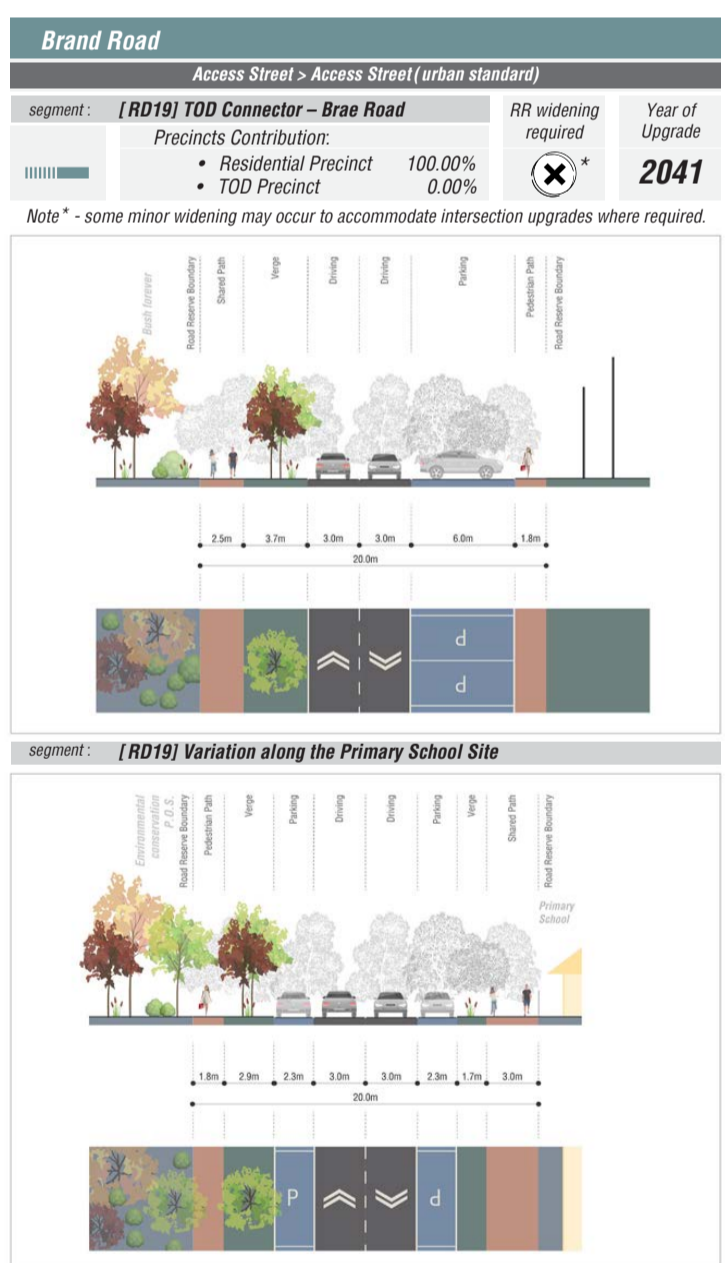 Brand Road
Access Street > Access Street (urban standard)
segment : [RD19] TOD Connector – Brae Road
RR widening required
Year of Upgrade
Precincts Contribution:
• Residential Precinct 100.00%
• TOD Precinct 0.00%
*
2041
Note* - some minor widening may occur to accommodate intersection upgrades where required.
Bush forever
Road Reserve Boundary
Shared Path
Verge
Driving
Driving
Parking
Pedestrian Path
Road Reserve Boundary
2.5m 3.7m 3.0m 3.0m 6.0m 1.8m
20.0m
P
P
segment : [RD19] Variation along the Primary School Site
Environmental conservation P.O.S.
Road Reserve Boundary
Pedestrian Path
Verge
Parking
Driving
Driving
Parking
Verge
Shared Path
Road Reserve Boundary
Primary
School
1.8m 2.9m 2.3m 3.0m 3.0m 2.3m 1.7m 3.0m
20.0m
P P